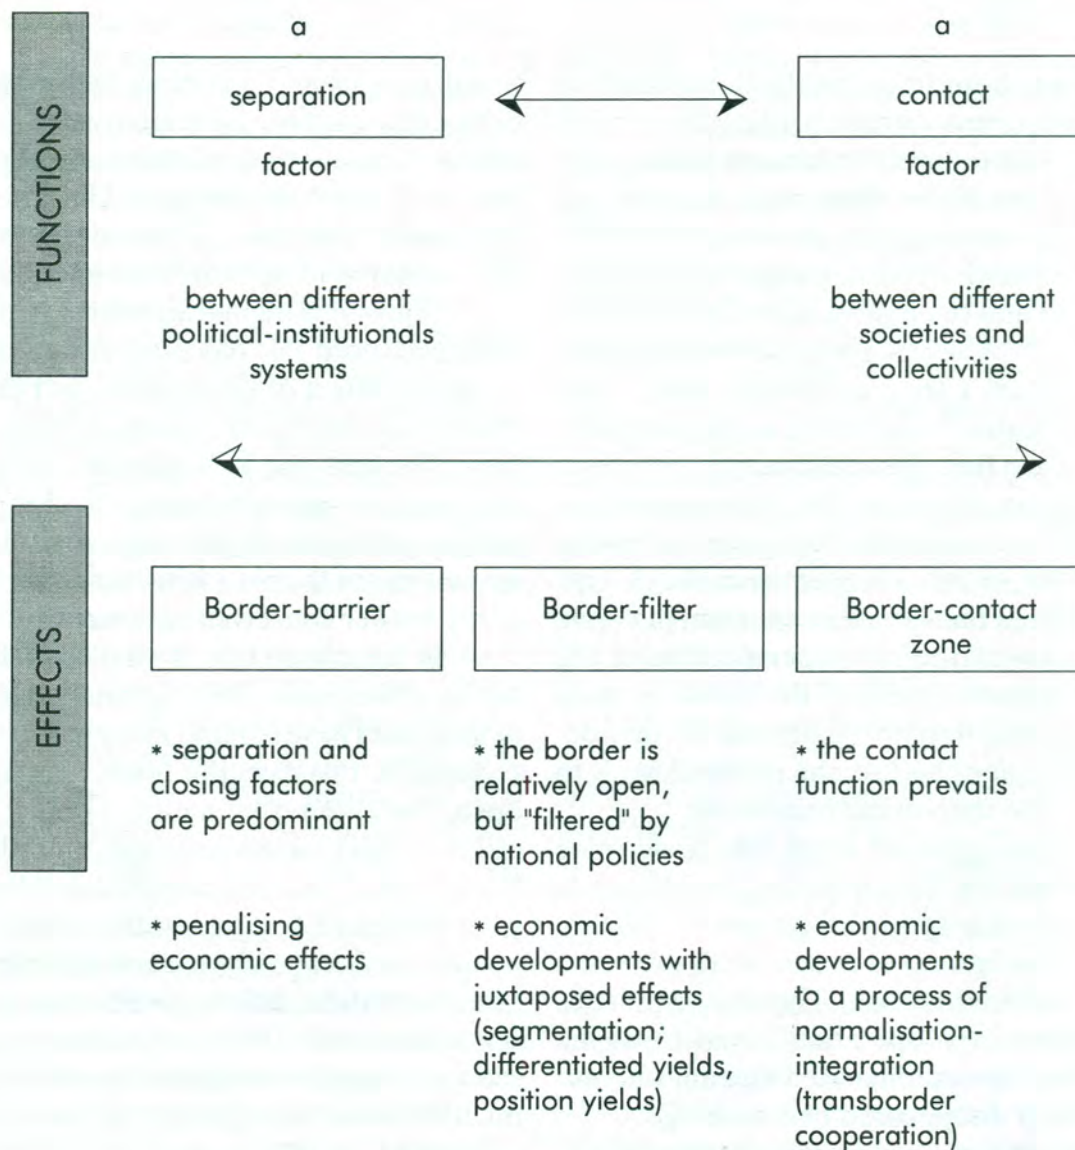 FUNCTIONS
a
separation
factor
between different
political-institutionals
systems
a
contact
factor
between different
societies and
collectivities
EFFECTS
Border-barrier
* separation and
closing factors
are predominant
* penalising
economic effects
Border-filter
* the border is
relatively open,
but "filtered" by
national policies
* economic
developments with
juxtaposed effects
(segmentation;
differentiated yields,
position yields)
Border-contact
zone
* the contact
function prevails
* economic
developments
to a process of
normalisation-
integration
(transborder
cooperation)